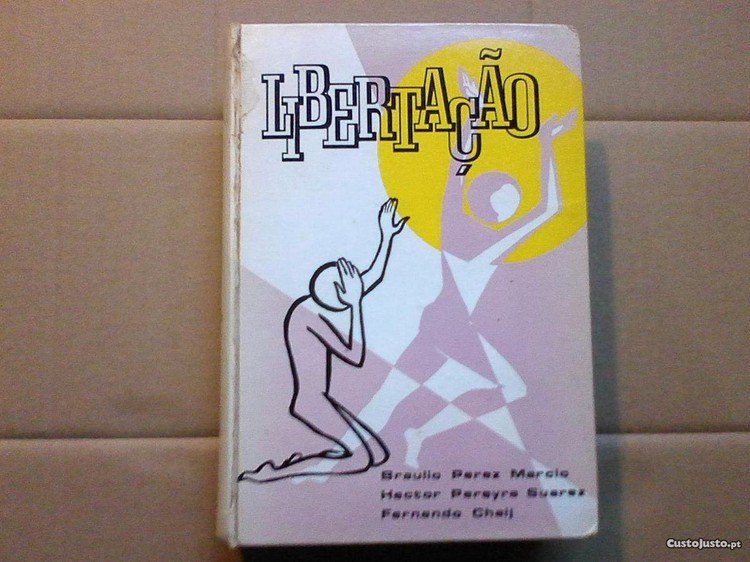 LIBERTAÇÃO
Braulio Perez Marcio
Hector Pereyra Suarez
Fernando Chaij
CustoJusto.pt